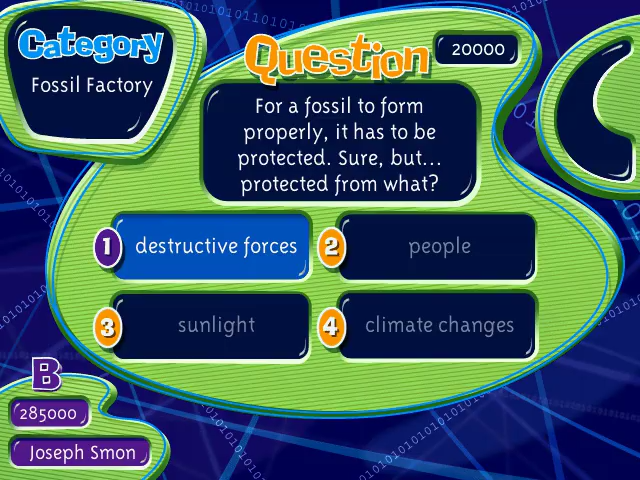 Category
Fossil Factory
Question
20000
For a fossil to form
properly, it has to be
protected. Sure, but...
protected from what?
1 destructive forces
2 people
3 sunlight
4 climate changes
B
285000
Joseph Smon